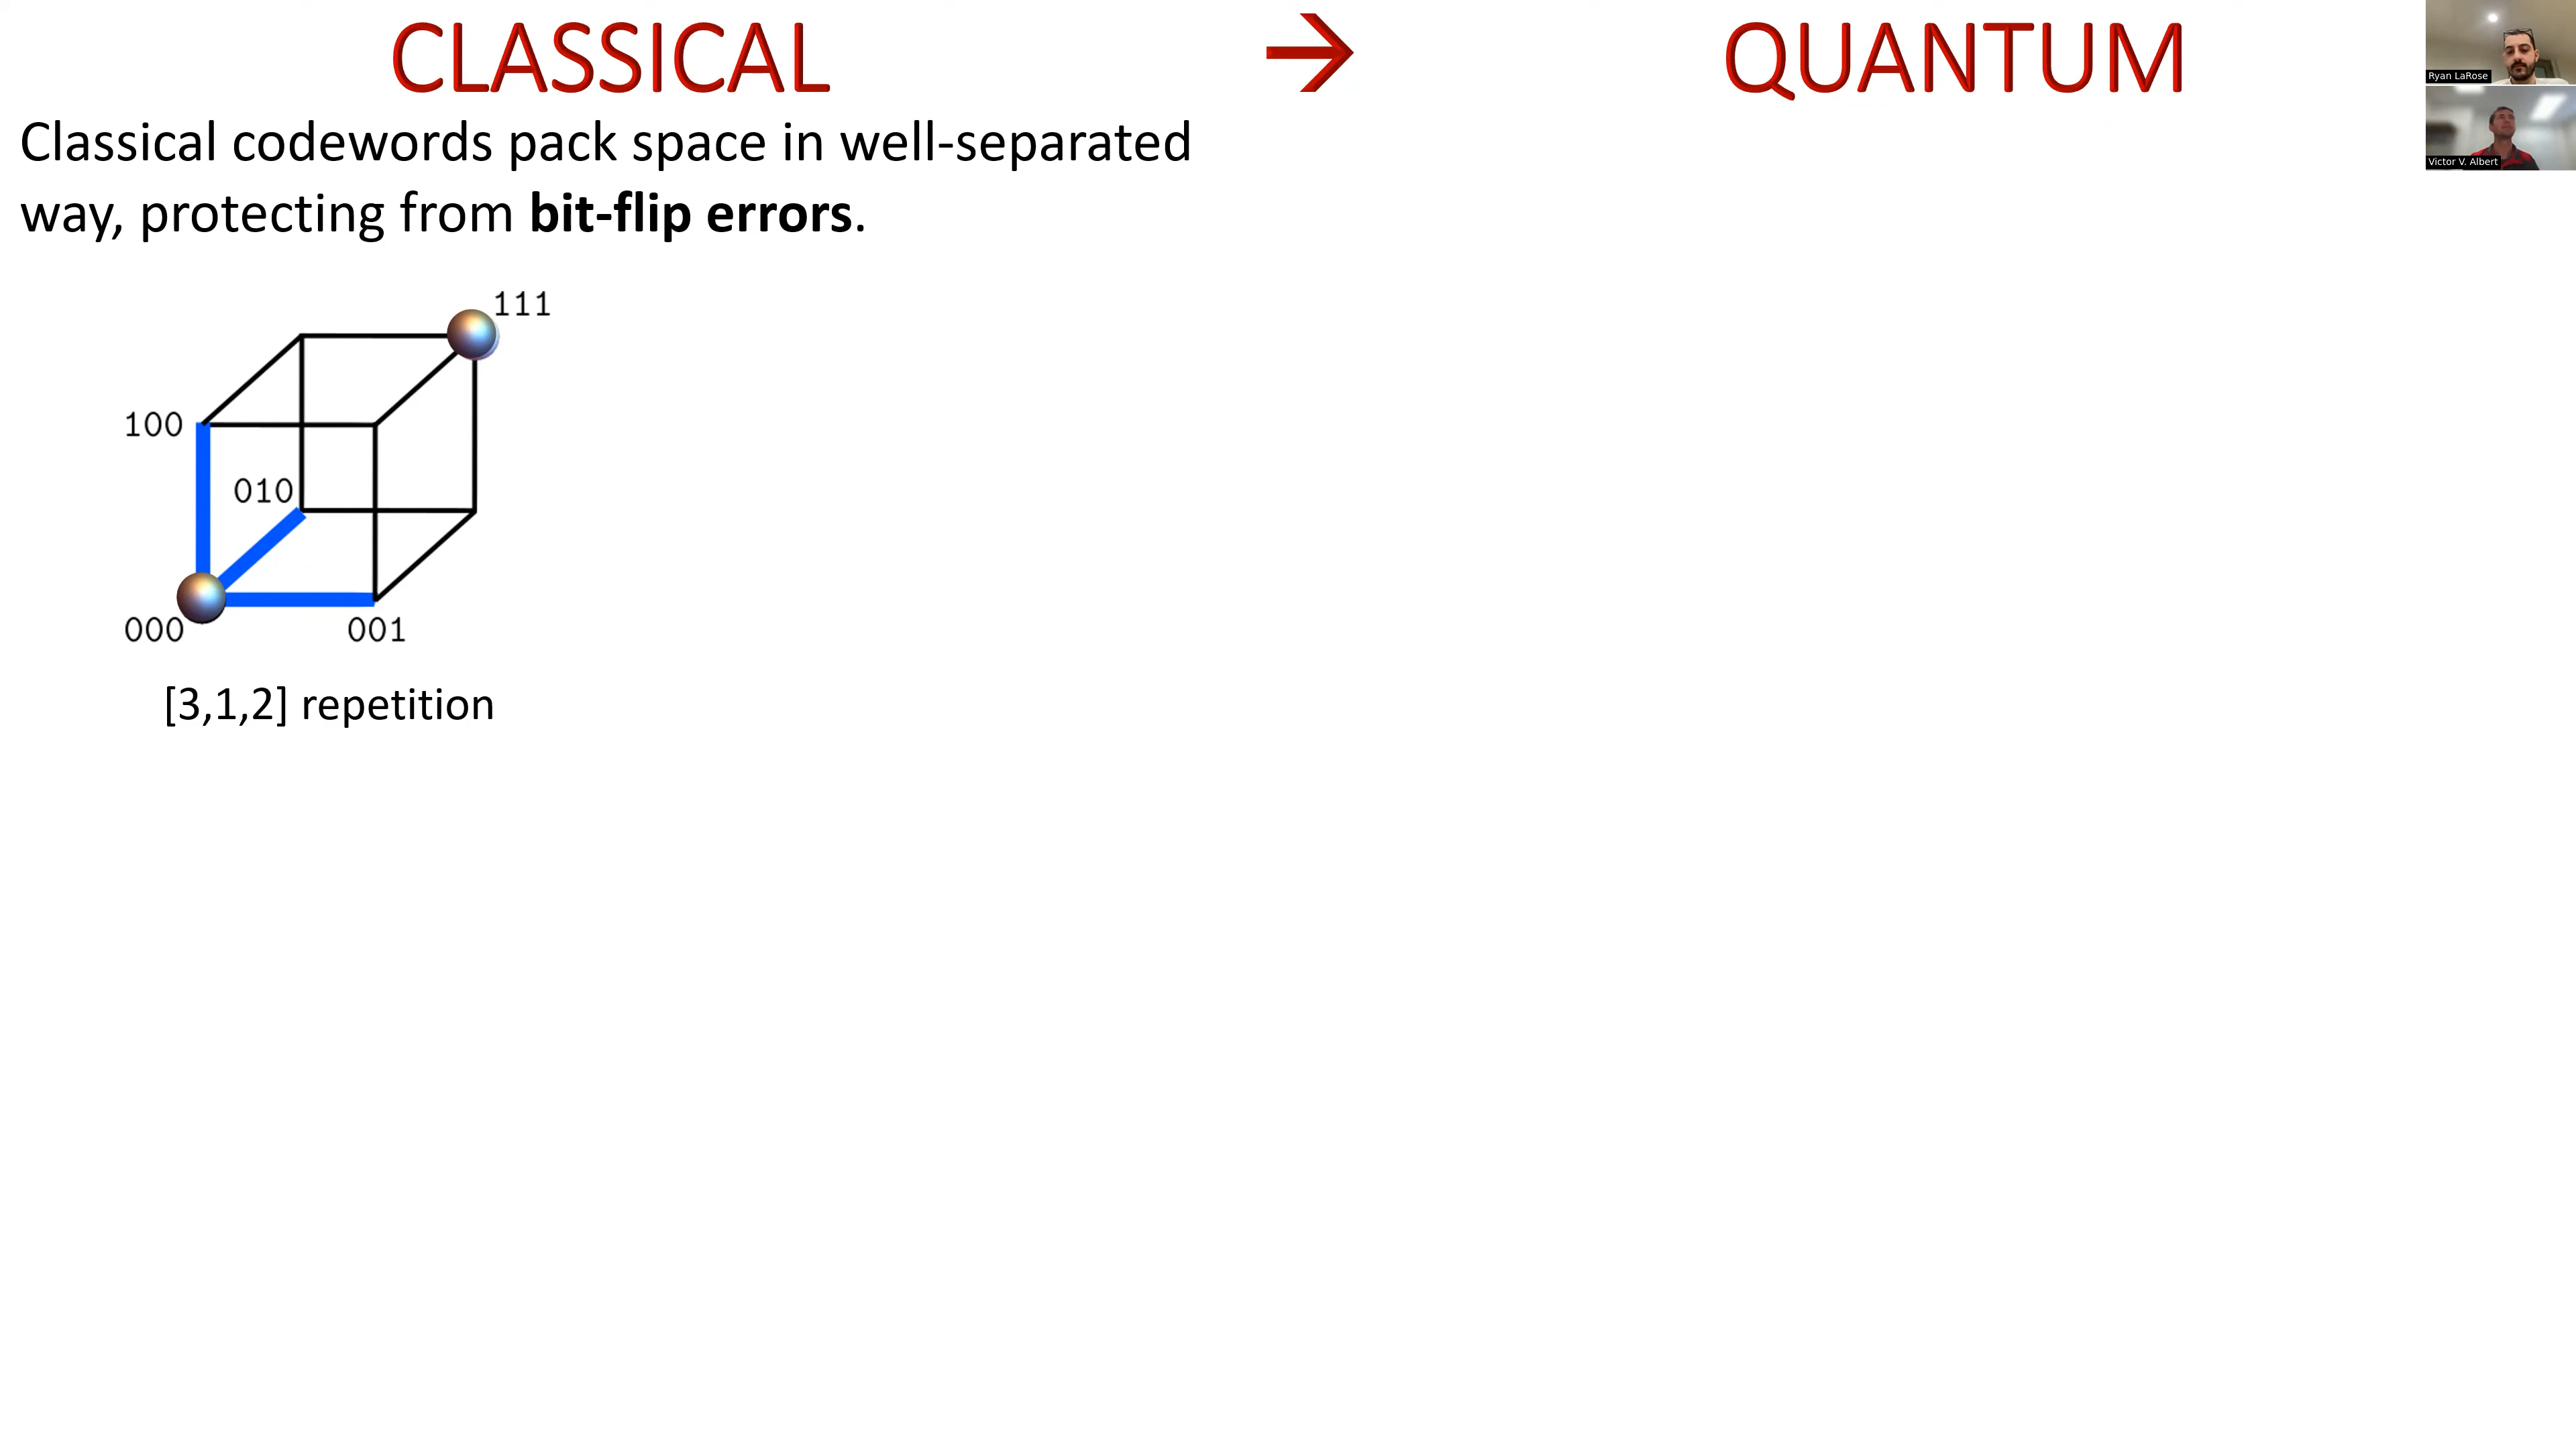 CLASSICAL → QUANTUM
Ryan LaRose
Victor V. Albert
Classical codewords pack space in well-separated
way, protecting from bit-flip errors.
111
100
010
000
001
[3,1,2] repetition